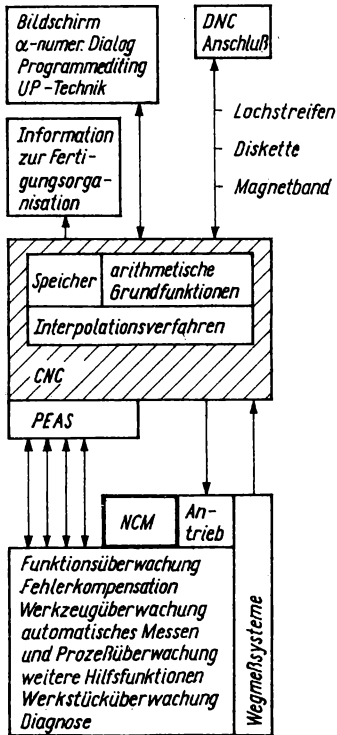 Bildschirm
α-numer. Dialog
Programmediting
UP-Technik
DNC
Anschluß
Lochstreifen
Diskette
Magnetband
Information
zur Ferti-
gungsorga-
nisation
Speicher
arithmetische
Grundfunktionen
Interpolationsverfahren
CNC
PEAS
NCM
An-
trieb
Wegmeßsysteme
Funktionsüberwachung
Fehlerkompensation
Werkzeugüberwachung
automatisches Messen
und Prozeßüberwachung
weitere Hilfsfunktionen
Werkstücküberwachung
Diagnose